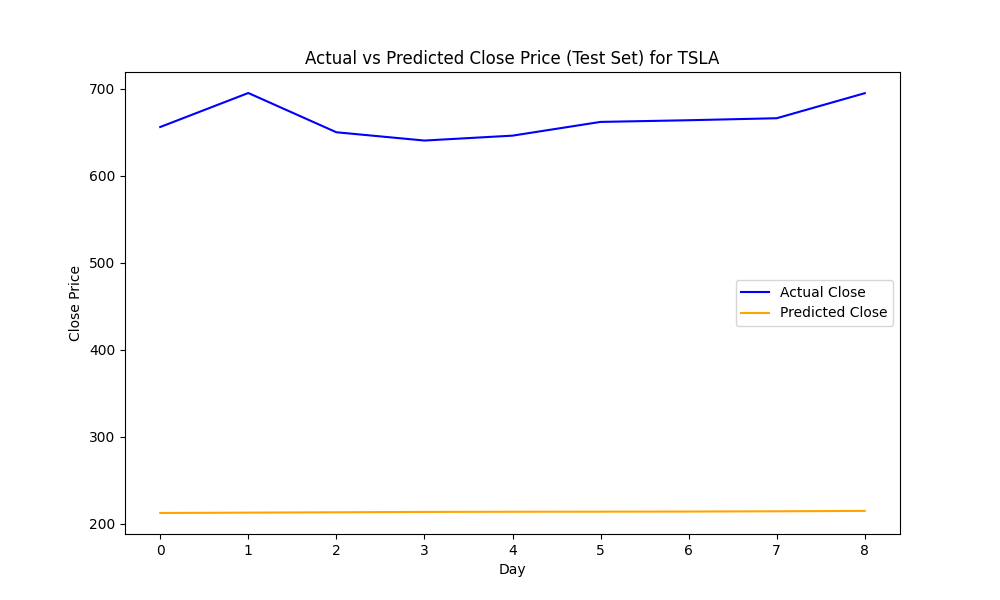 Actual vs Predicted Close Price (Test Set) for TSLA
700
600
500
400
300
200
Close Price
Actual Close
Predicted Close
0 1 2 3 4 5 6 7 8
Day